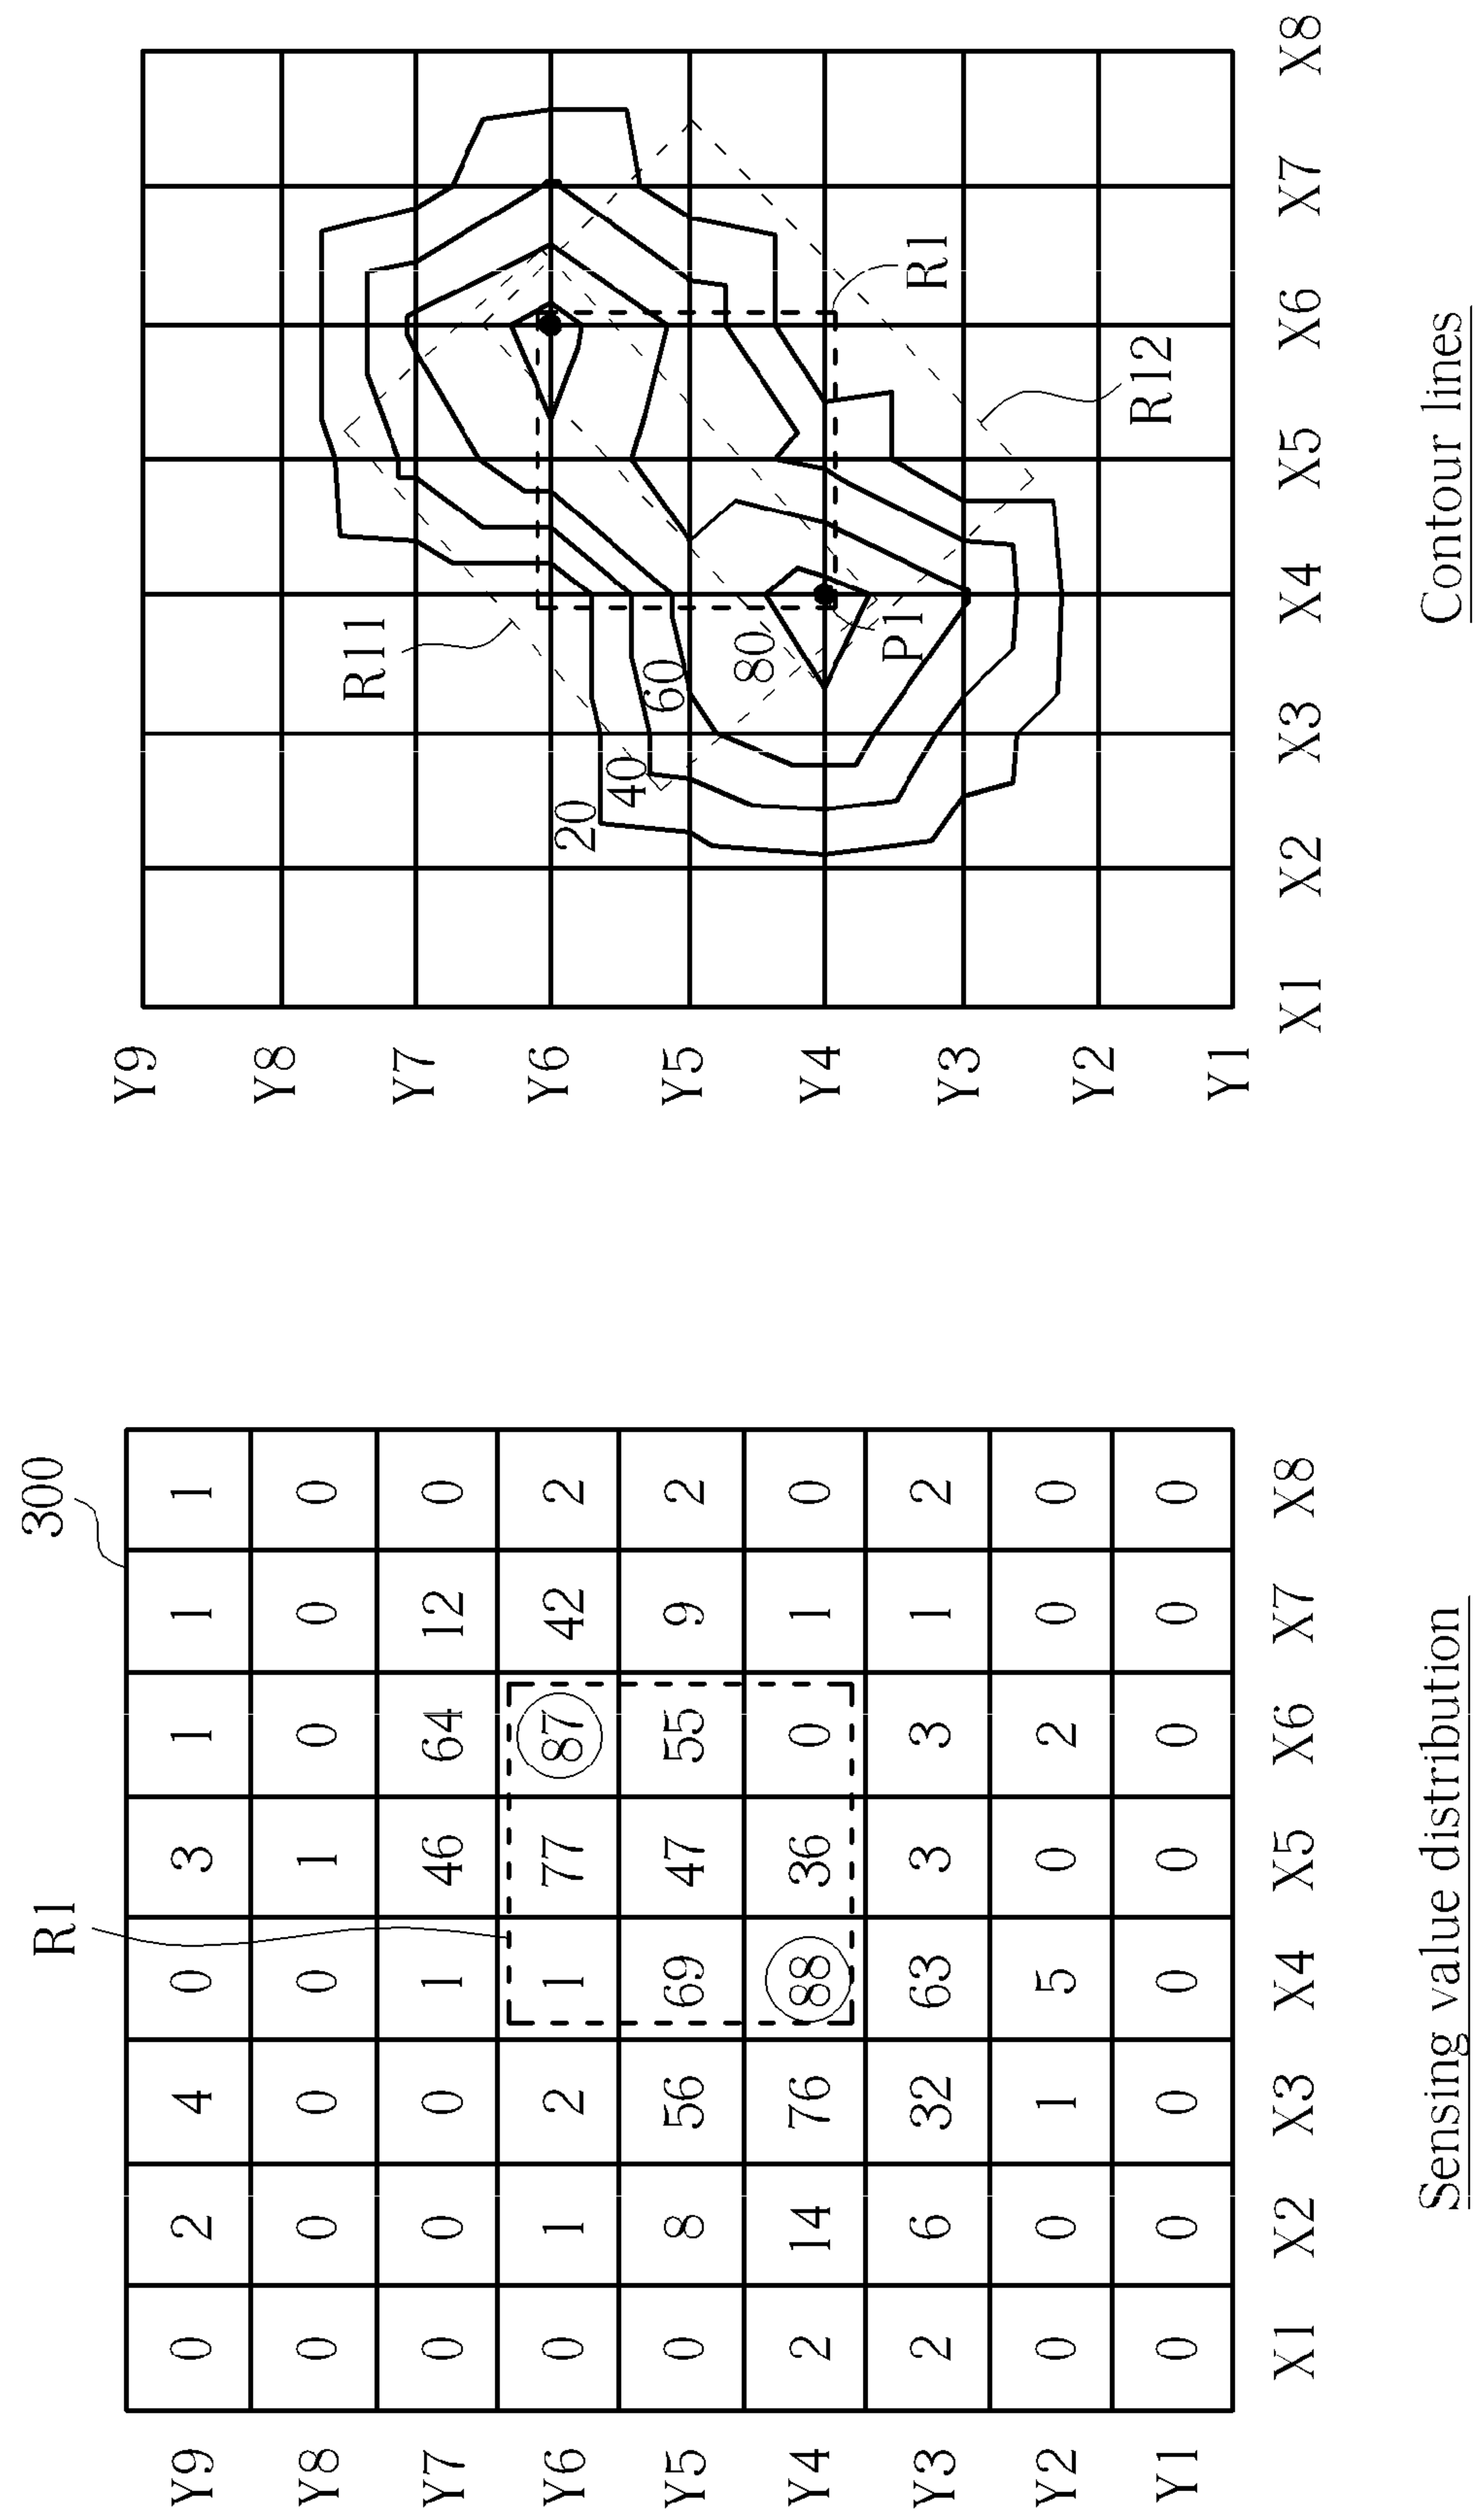 300
R1
Y9 0 2 4 0 3 1 1 1
Y8 0 0 0 0 1 0 0 0
Y7 0 0 0 1 46 64 12 0
Y6 0 1 2 1 77 87 42 2
Y5 0 8 56 69 47 55 9 2
Y4 2 14 76 88 36 0 1 0
Y3 2 6 32 63 3 3 1 2
Y2 0 0 1 5 0 2 0 0
Y1 0 0 0 0 0 0 0 0
X1 X2 X3 X4 X5 X6 X7 X8
Sensing value distribution
Y9
Y8
Y7
Y6
Y5
Y4
Y3
Y2
Y1
R11
20
40
60
80
P1
R1
R12
X1 X2 X3 X4 X5 X6 X7 X8
Contour lines